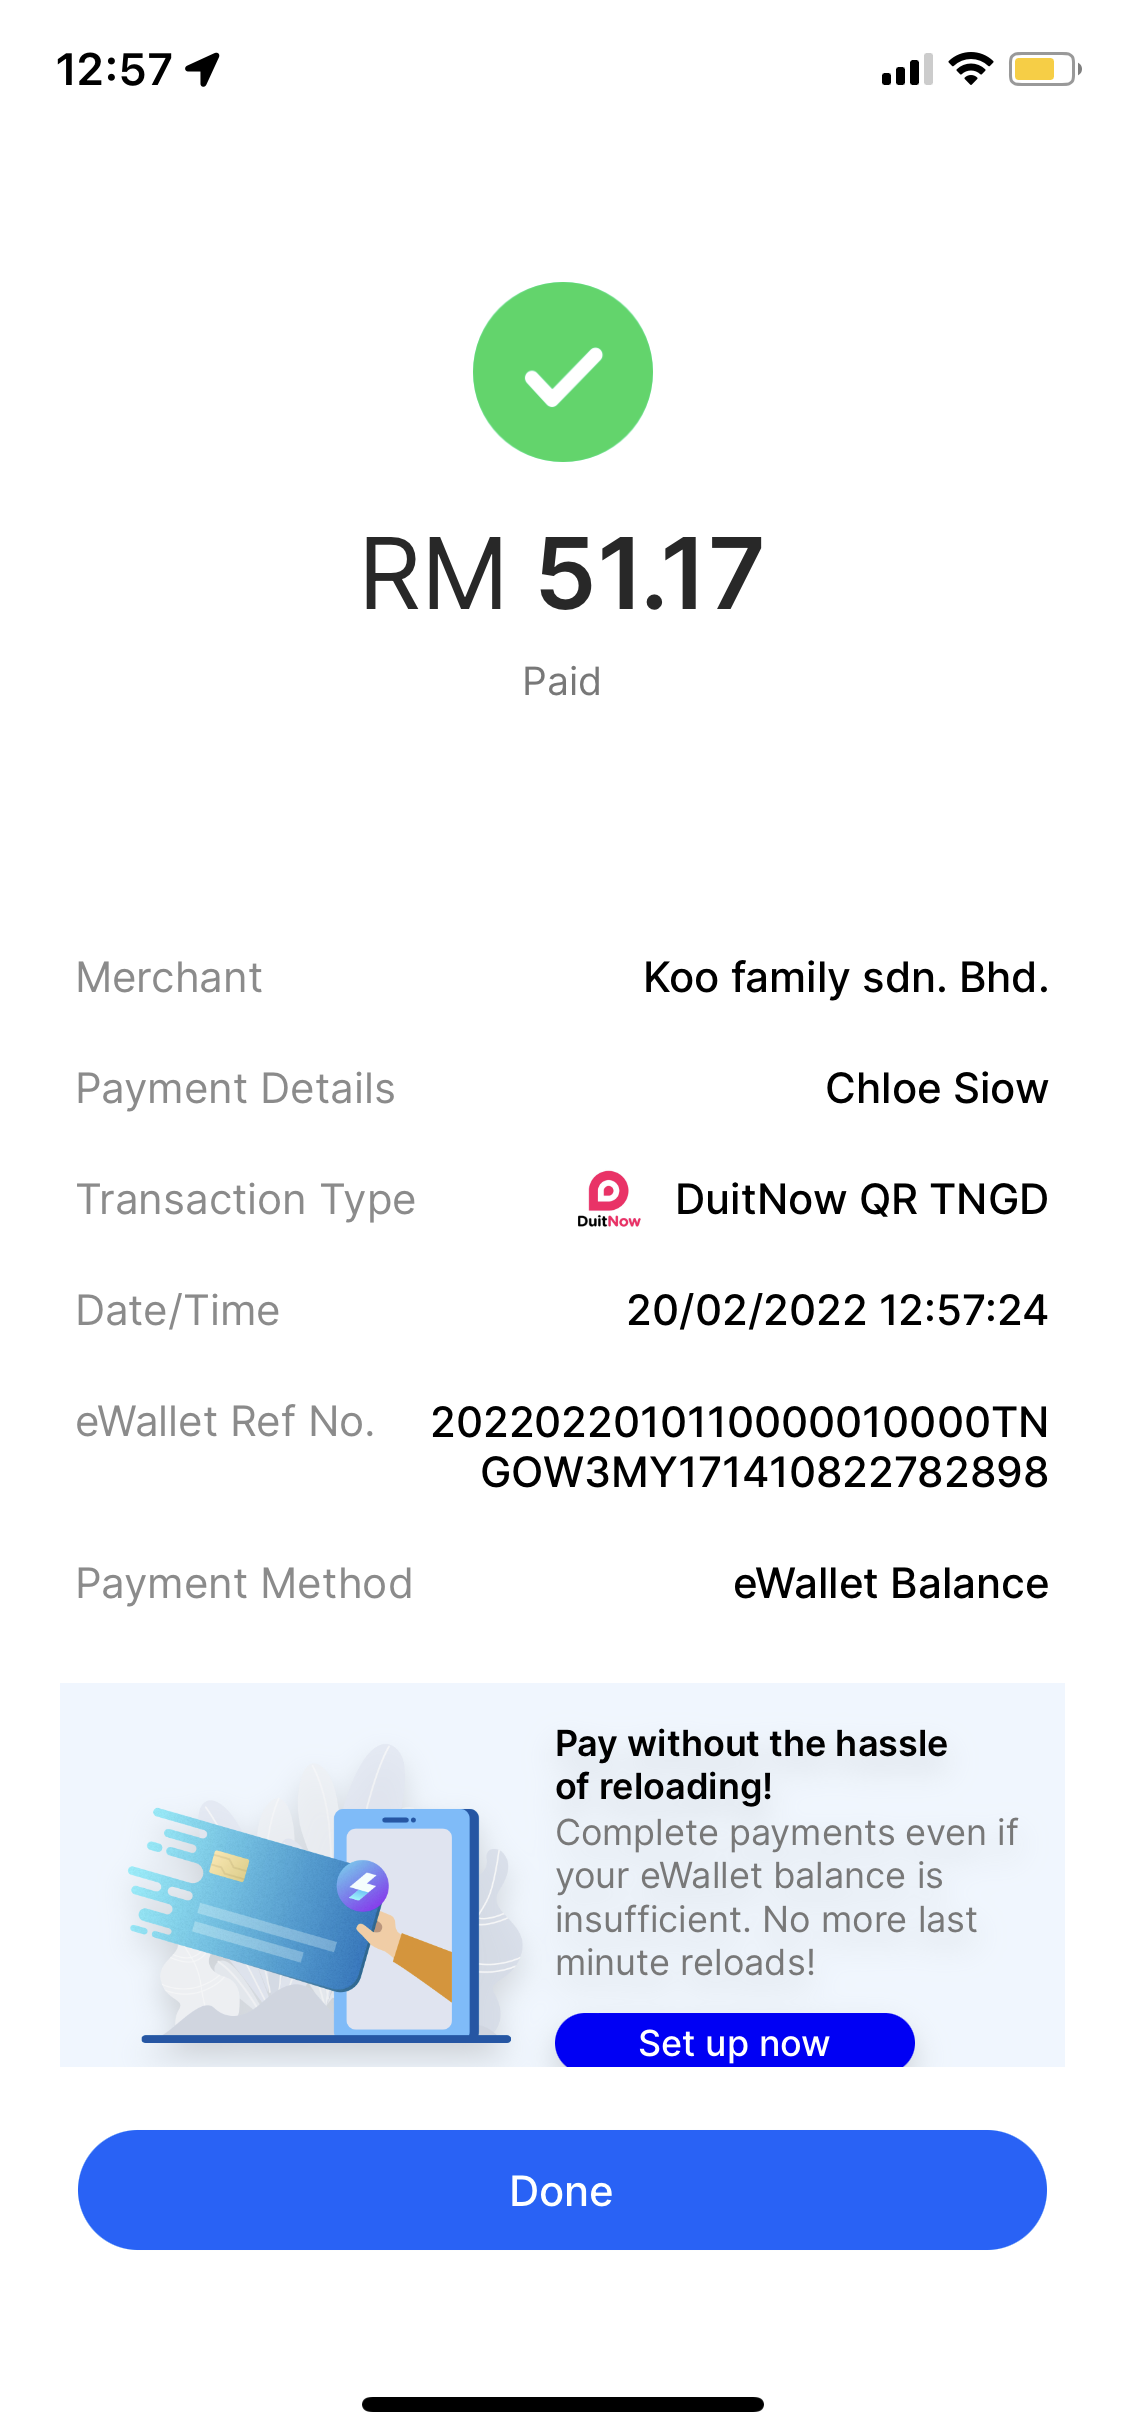 12:57
RM 51.17
Paid
Merchant Koo family sdn. Bhd.
Payment Details Chloe Siow
Transaction Type DuitNow DuitNow QR TNGD
Date/Time 20/02/2022 12:57:24
eWallet Ref No. 20220220101110000010000TN
GOW3MY171410822782898
Payment Method eWallet Balance
Pay without the hassle
of reloading!
Complete payments even if
your eWallet balance is
insufficient. No more last
minute reloads!
Set up now
Done